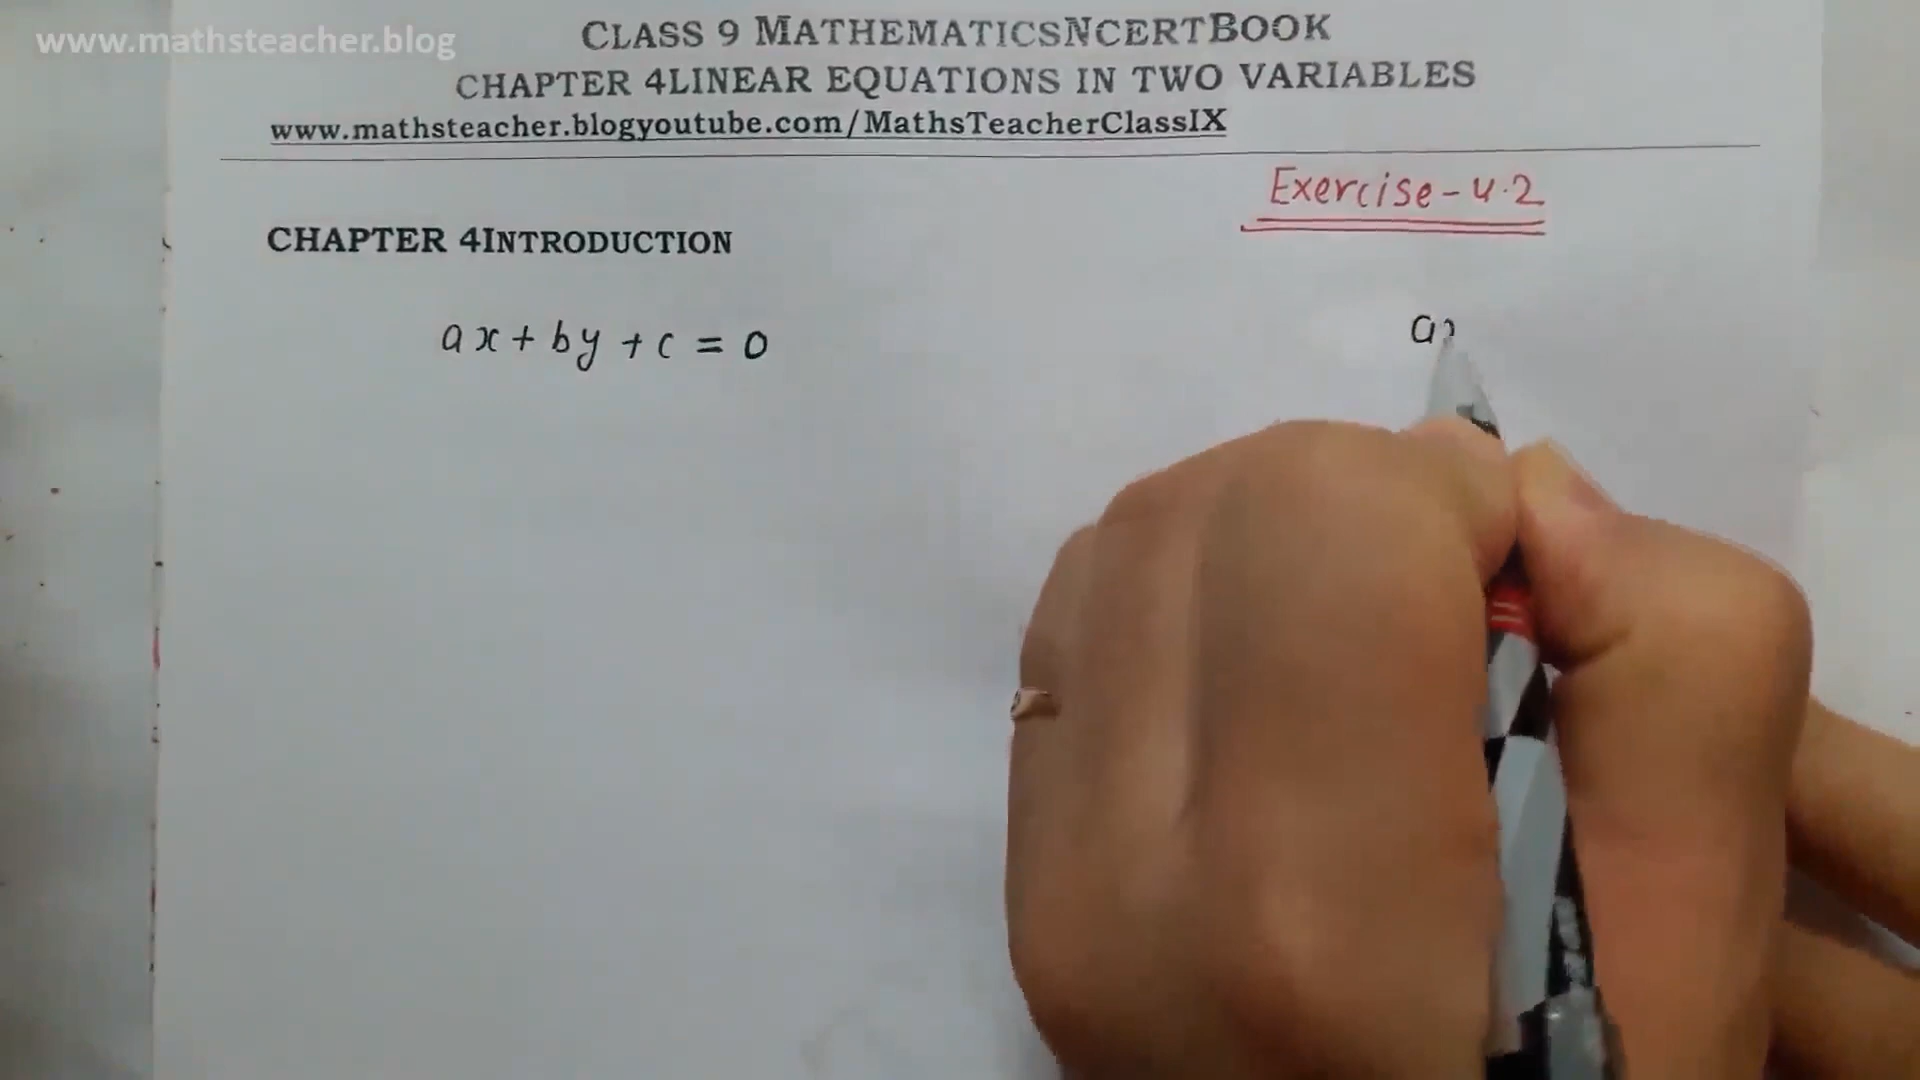 www.mathsteacher.blog
CLASS 9 MATHEMATICSNCERTBOOK
CHAPTER 4LINEAR EQUATIONS IN TWO VARIABLES
www.mathsteacher.blogyoutube.com/MathsTeacherClassIX
Exercise-4.2
CHAPTER 4INTRODUCTION
ax+by+c=0
a